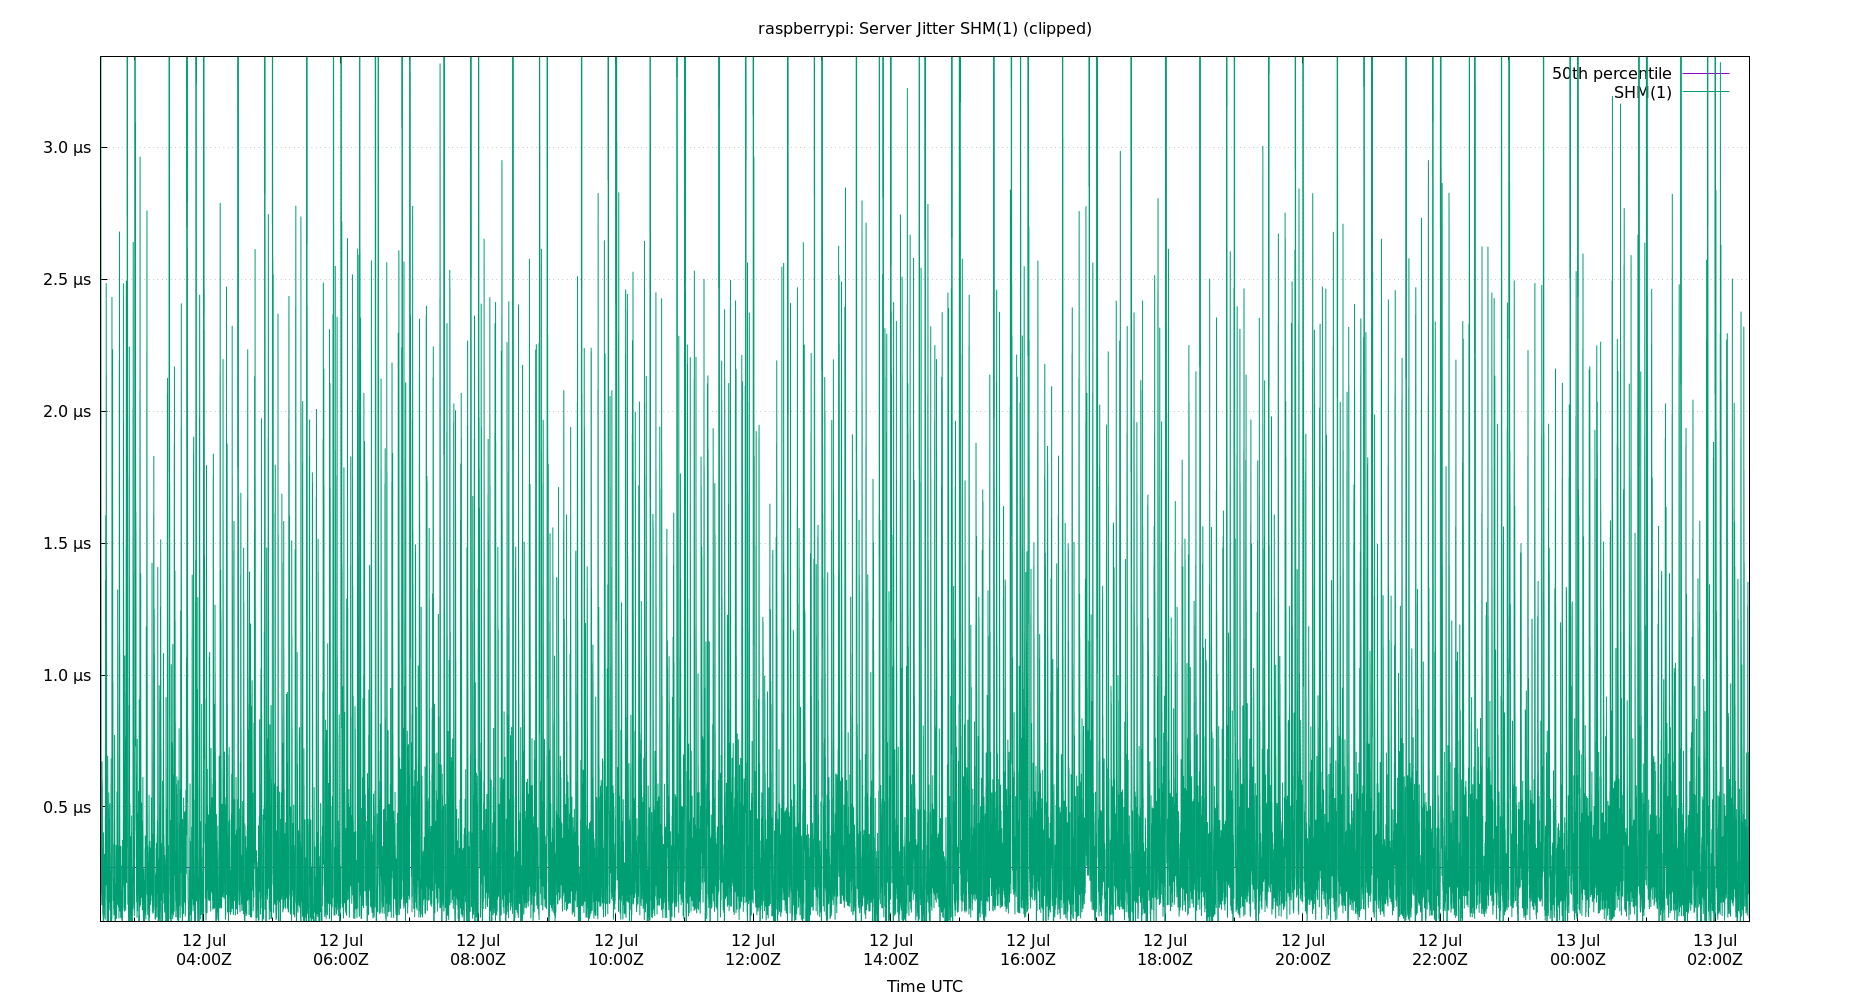 raspberrypi: Server Jitter SHM(1) (clipped)
50th percentile
SHM(1)
3.0 µs
2.5 µs
2.0 µs
1.5 µs
1.0 µs
0.5 µs
12 Jul 12 Jul 12 Jul 12 Jul 12 Jul 12 Jul 12 Jul 12 Jul 12 Jul 12 Jul 13 Jul 13 Jul
04:00Z 06:00Z 08:00Z 10:00Z 12:00Z 14:00Z 16:00Z 18:00Z 20:00Z 22:00Z 00:00Z 02:00Z
Time UTC